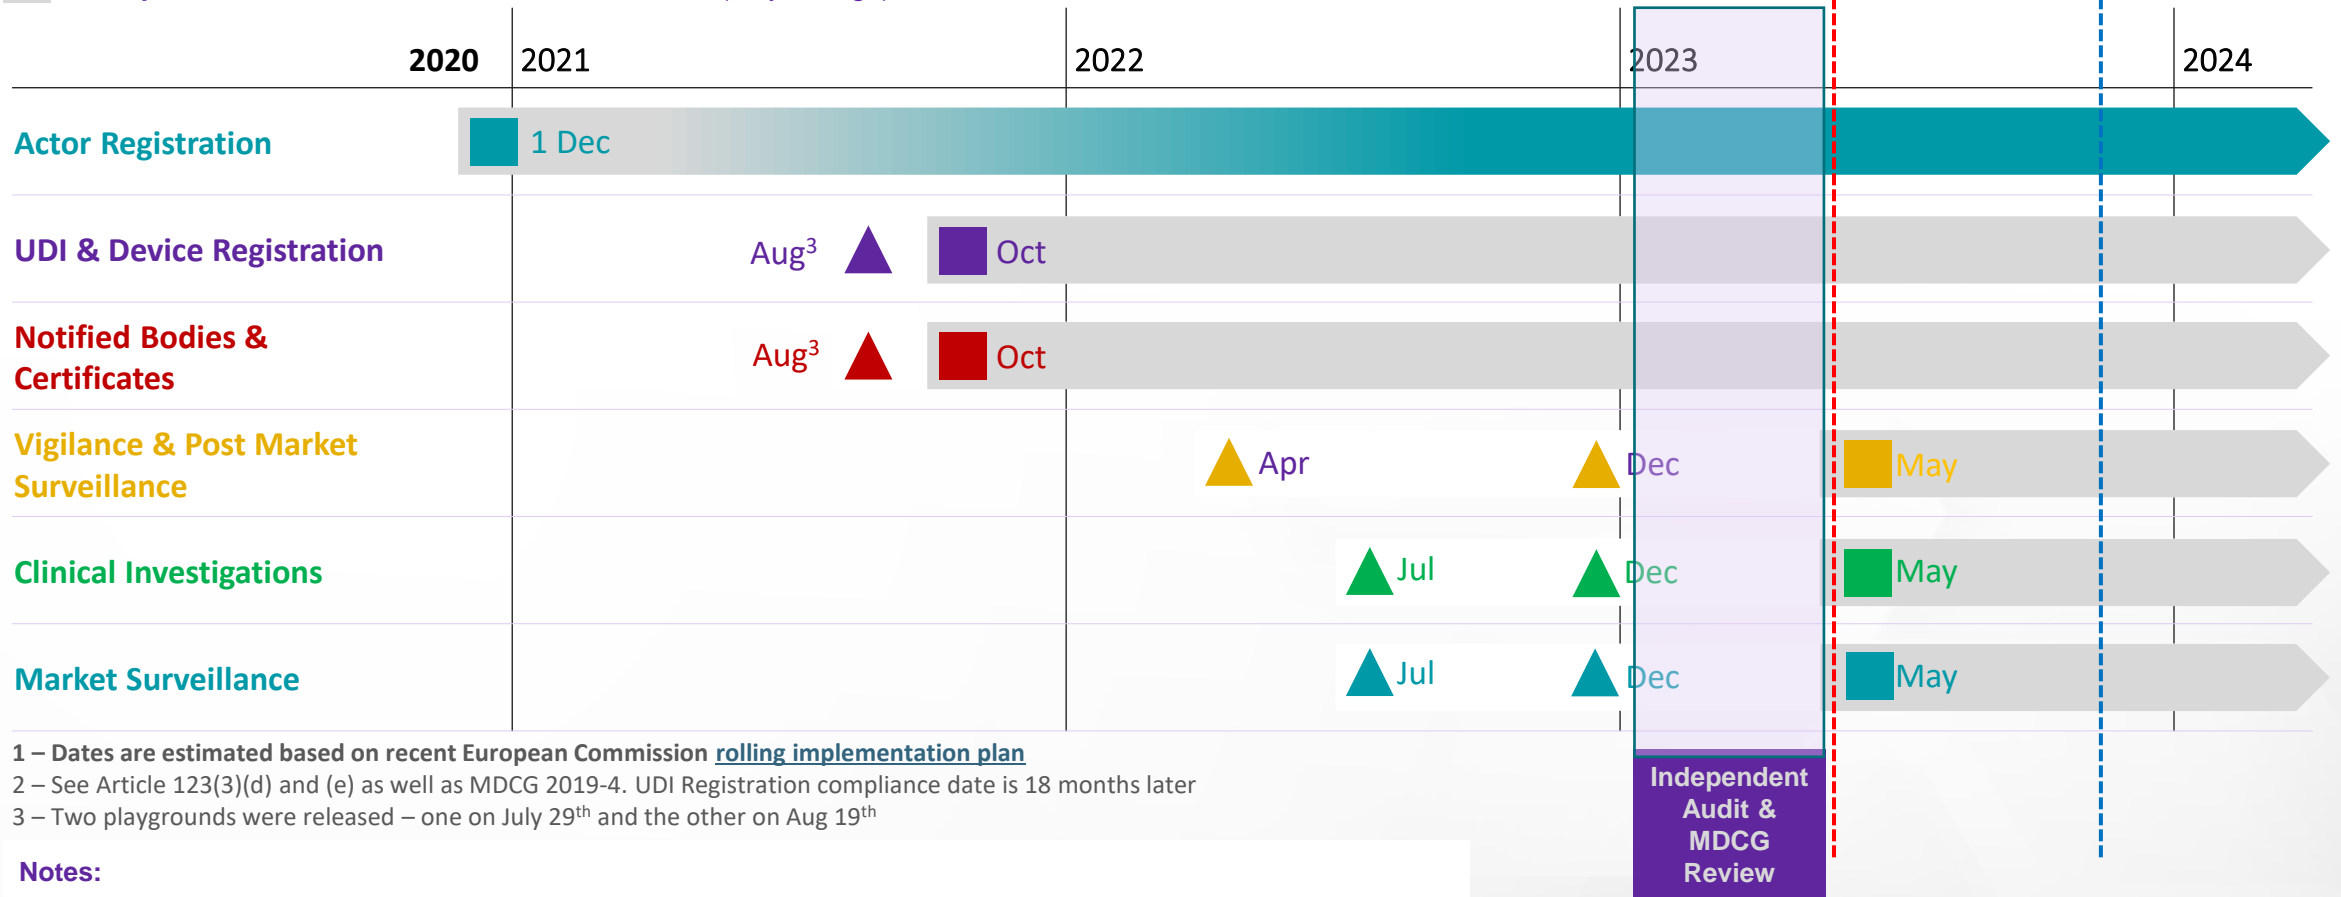 2020
2021
2022
2023
2024
Actor Registration
1 Dec
UDI & Device Registration
Aug3
Oct
Notified Bodies &
Certificates
Aug3
Oct
Vigilance & Post Market
Surveillance
Apr
Dec
May
Clinical Investigations
Jul
Dec
May
Market Surveillance
Jul
Dec
May
1 – Dates are estimated based on recent European Commission rolling implementation plan
2 – See Article 123(3)(d) and (e) as well as MDCG 2019-4. UDI Registration compliance date is 18 months later
3 – Two playgrounds were released – one on July 29th and the other on Aug 19th
Notes:
Independent
Audit &
MDCG
Review